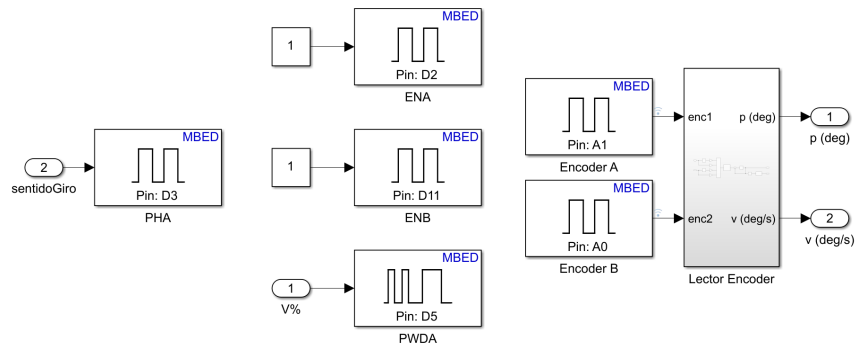 2
sentidoGiro
MBED
Pin: D3
PHA
1
MBED
Pin: D2
ENA
1
MBED
Pin: D11
ENB
1
V%
MBED
Pin: D5
PWDA
MBED
Pin: A1
Encoder A
MBED
Pin: A0
Encoder B
enc1
p (deg)
enc2
v (deg/s)
Lector Encoder
1
p (deg)
2
v (deg/s)